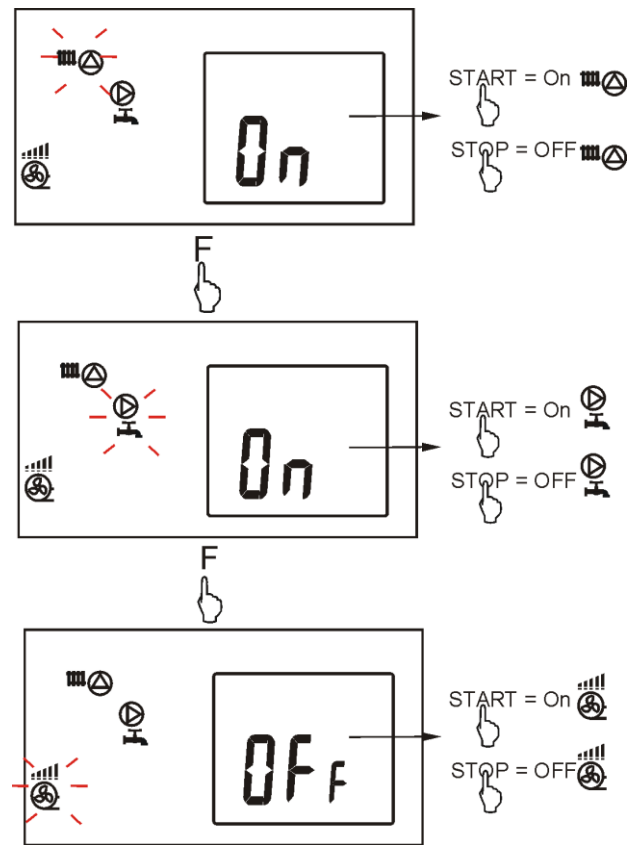 START = On
On
STOP = OFF
F
START = On
On
STOP = OFF
F
START = On
OFF
STOP = OFF